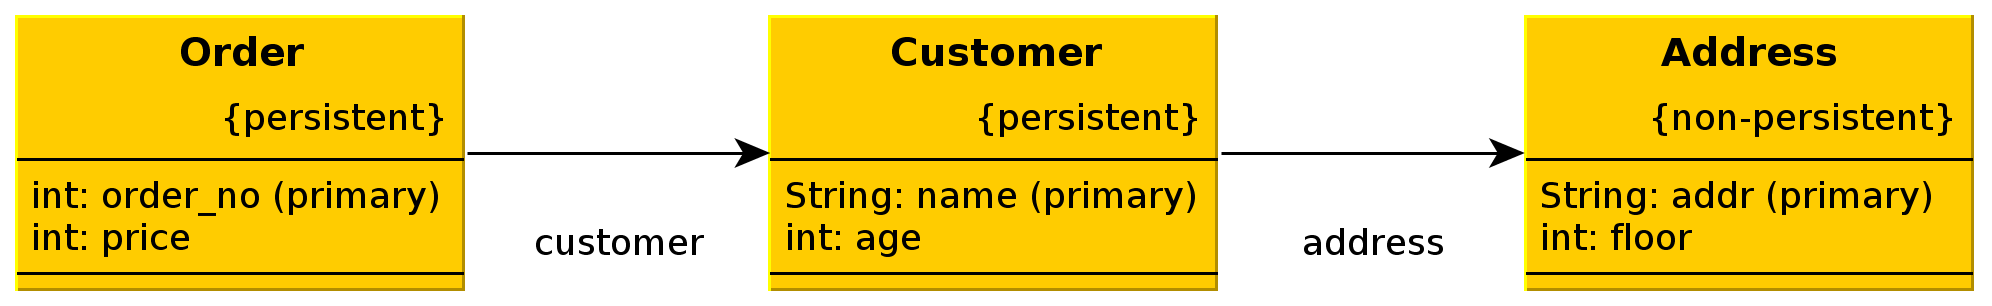 Order
{persistent}
int: order_no (primary)
int: price
customer
Customer
{persistent}
String: name (primary)
int: age
address
Address
{non-persistent}
String: addr (primary)
int: floor